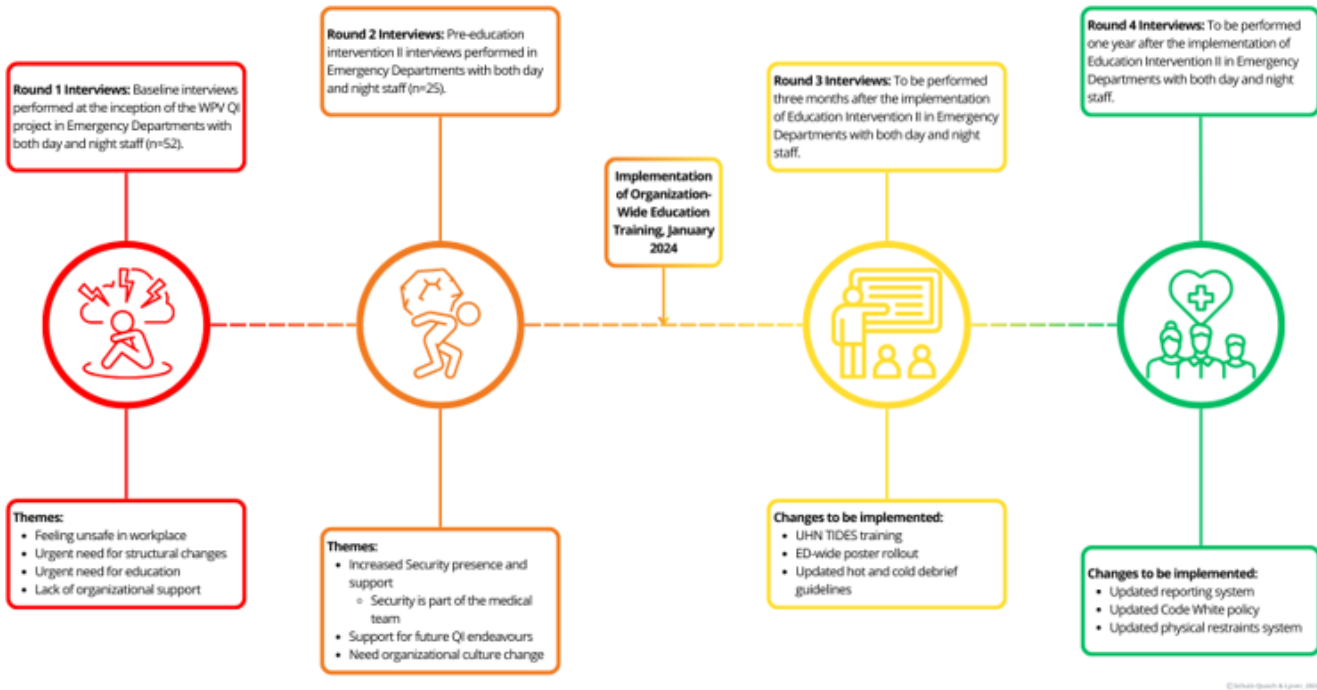 Round 1 Interviews: Baseline interviews
performed at the inception of the WPV QI
project in Emergency Departments with
both day and night staff (n=52).
Round 2 Interviews: Pre-education
intervention II interviews performed in
Emergency Departments with both day
and night staff (n=25).
Implementation
of Organization-
Wide Education
Training, January
2024
Round 3 Interviews: To be performed
three months after the implementation
of Education Intervention II in Emergency
Departments with both day and night
staff.
Round 4 Interviews: To be performed
one year after the implementation of
Education Intervention II in Emergency
Departments with both day and night
staff.
Themes:
• Feeling unsafe in workplace
• Urgent need for structural changes
• Urgent need for education
• Lack of organizational support
Themes:
• Increased Security presence and
support
◦ Security is part of the medical
team
• Support for future QI endeavours
• Need organizational culture change
Changes to be implemented:
• UHN TIDES training
• ED-wide poster rollout
• Updated hot and cold debrief
guidelines
Changes to be implemented:
• Updated reporting system
• Updated Code White policy
• Updated physical restraints system